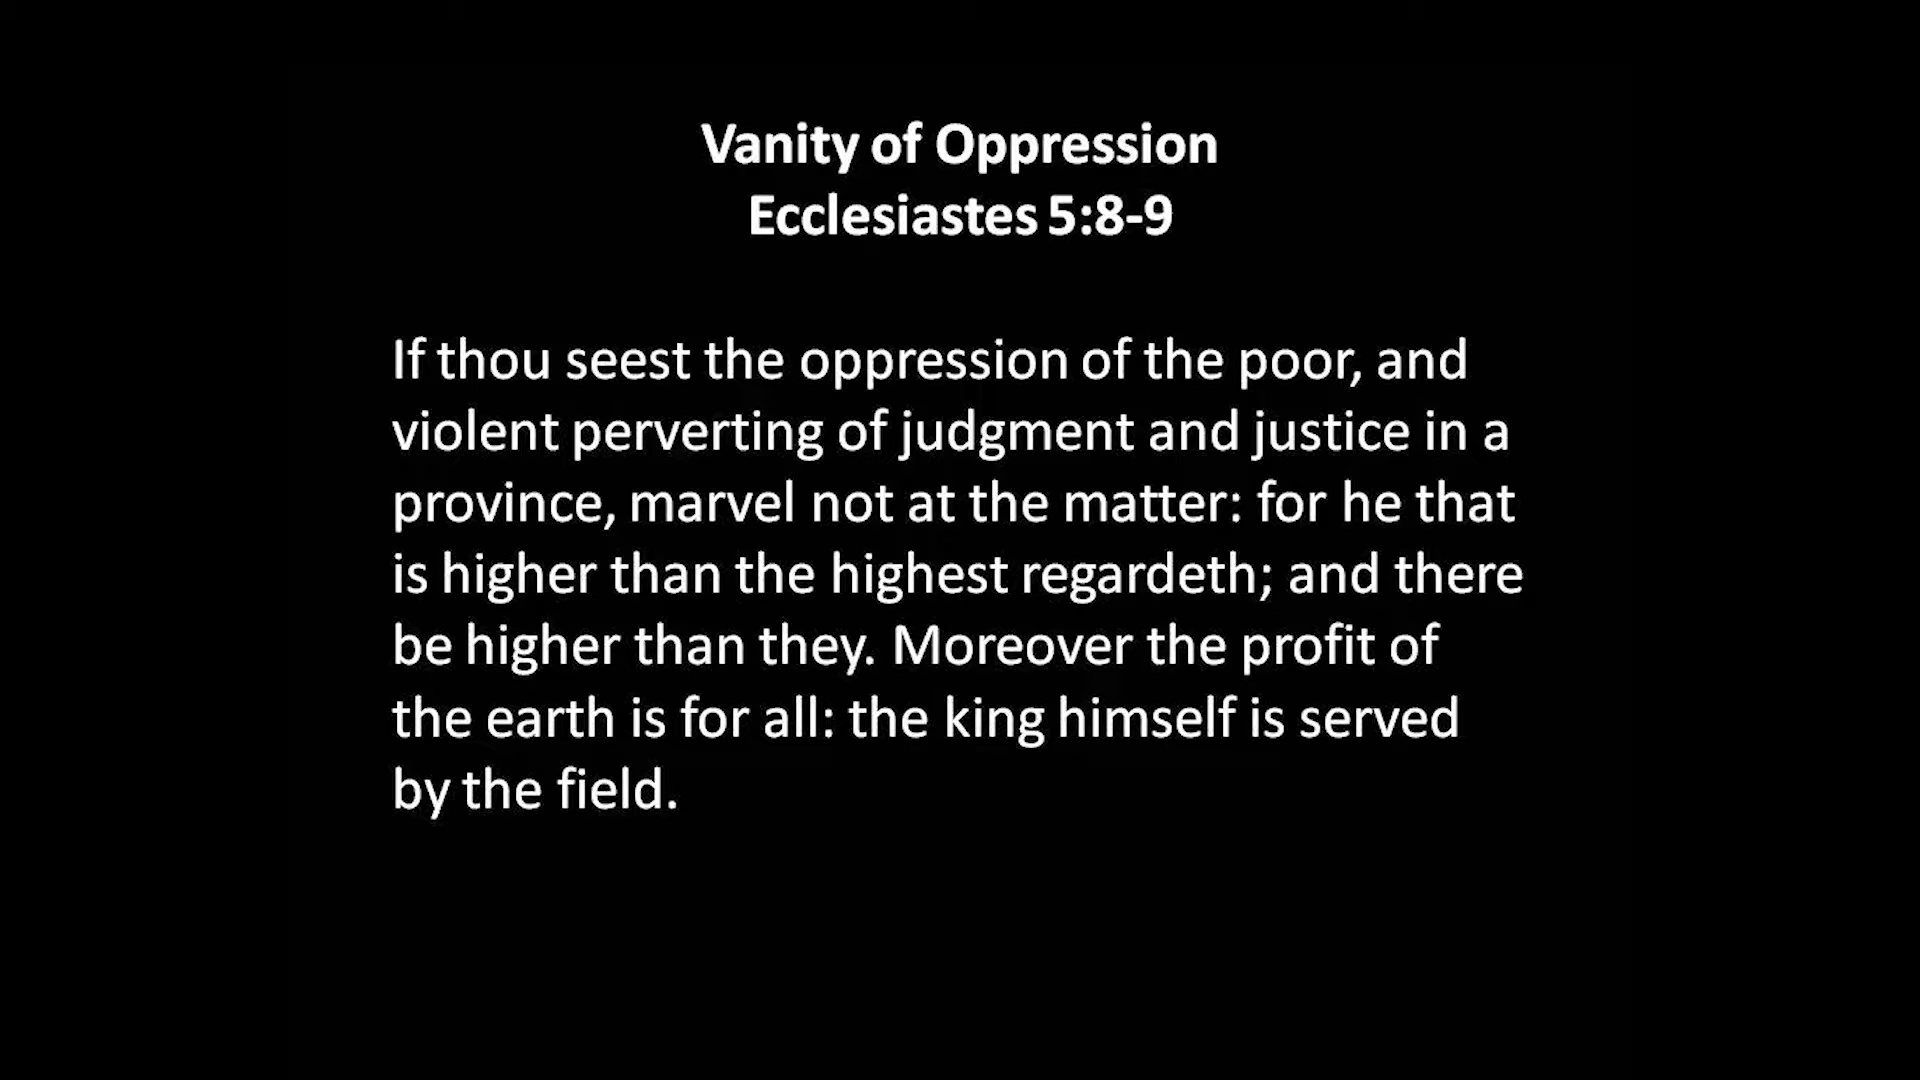 Vanity of Oppression
Ecclesiastes 5:8-9
If thou seest the oppression of the poor, and
violent perverting of judgment and justice in a
province, marvel not at the matter: for he that
is higher than the highest regardeth; and there
be higher than they. Moreover the profit of
the earth is for all: the king himself is served
by the field.